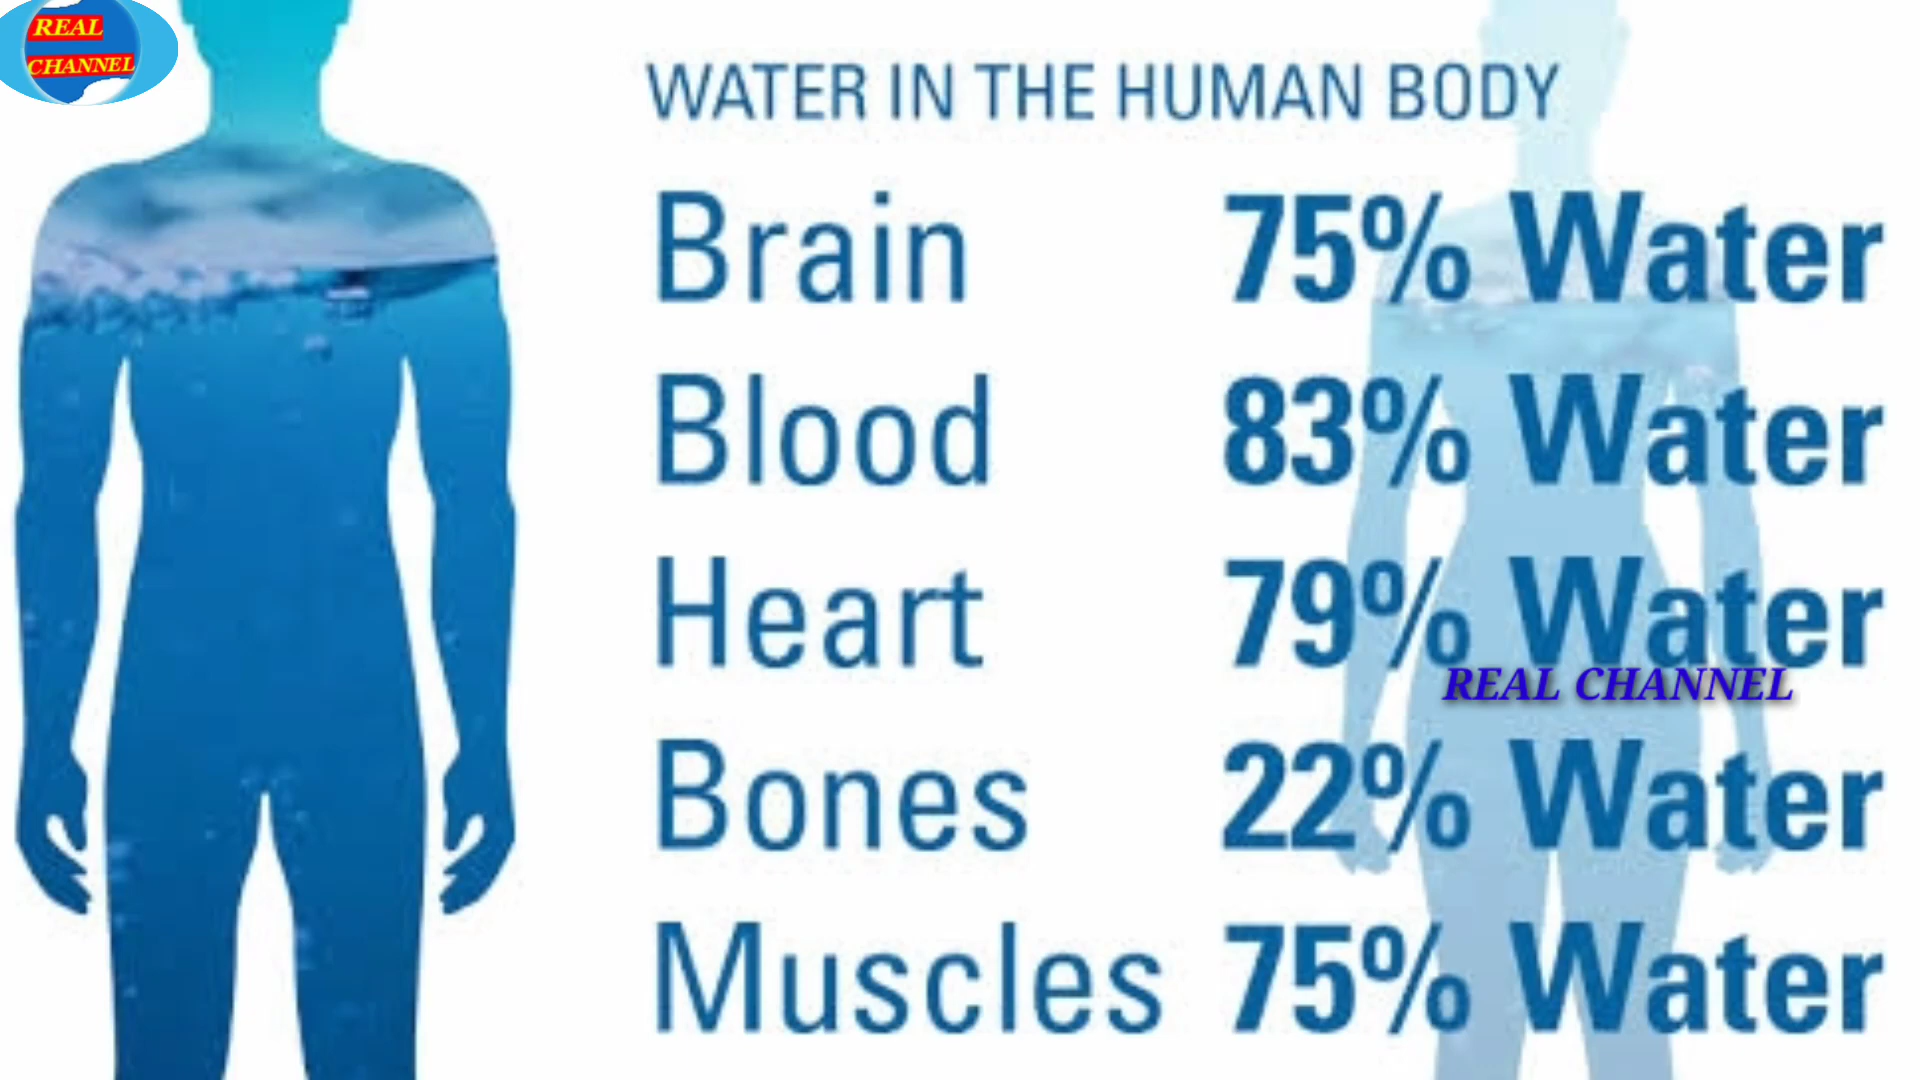 REAL
CHANNEL
WATER IN THE HUMAN BODY
Brain 75% Water
Blood 83% Water
Heart 79% Water
REAL CHANNEL
Bones 22% Water
Muscles 75% Water